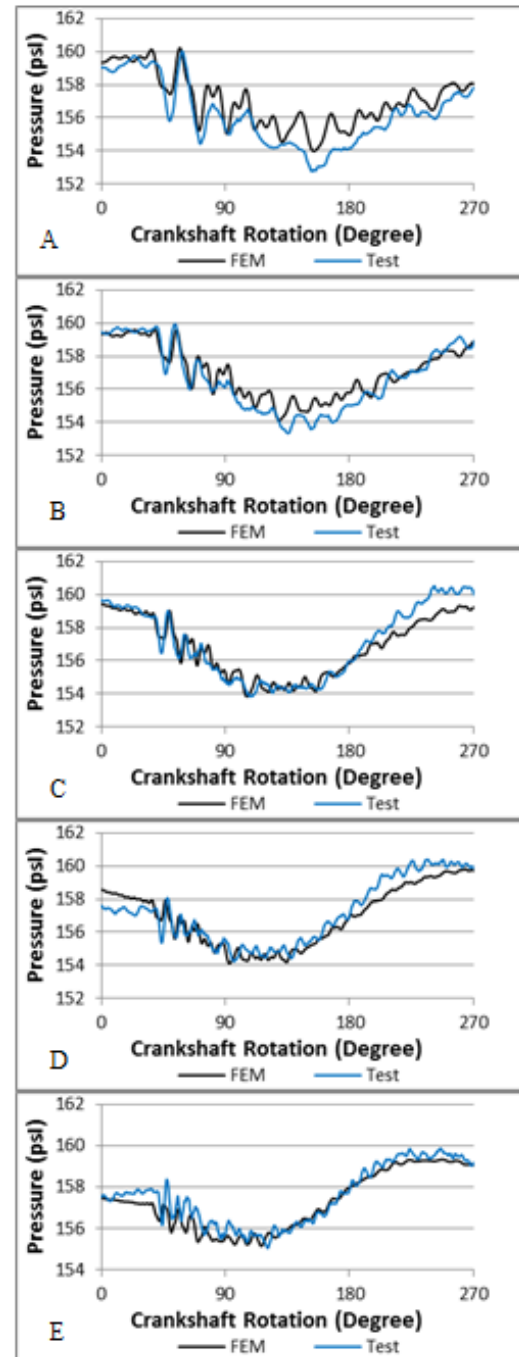 162
160
158
156
154
152
Pressure (psI)
0 90 180 270
A
Crankshaft Rotation (Degree)
FEM Test
162
160
158
156
154
152
Pressure (psI)
0 90 180 270
B
Crankshaft Rotation (Degree)
FEM Test
162
160
158
156
154
152
Pressure (psI)
0 90 180 270
C
Crankshaft Rotation (Degree)
FEM Test
162
160
158
156
154
152
Pressure (psI)
0 90 180 270
D
Crankshaft Rotation (Degree)
FEM Test
162
160
158
156
154
Pressure (psI)
0 90 180 270
E
Crankshaft Rotation (Degree)
FEM Test